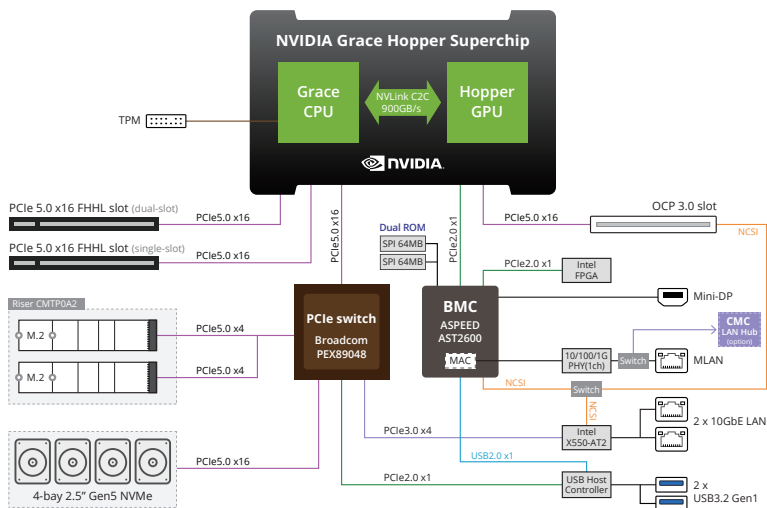 NVIDIA Grace Hopper Superchip
Grace
CPU
NVLink C2C
900GB/s
Hopper
GPU
NVIDIA.
TPM
PCIe 5.0 x16 FHHL slot (dual-slot)
PCIe5.0 x16
PCIe 5.0 x16 FHHL slot (single-slot)
PCIe5.0 x16
PCIe5.0 x16
PCIe2.0 x1
PCIe5.0 x16
OCP 3.0 slot
NCSI
Dual ROM
SPI 64MB
SPI 64MB
PCIe2.0 x1
Intel
FPGA
Riser CMTP0A2
M.2
PCIe5.0 x4
M.2
PCIe5.0 x4
PCIe switch
Broadcom
PEX89048
BMC
ASPEED
AST2600
MAC
Mini-DP
CMC
LAN Hub
(option)
10/100/1G
PHY(1ch)
Switch
MLAN
NCSI
Switch
NCSI
PCIe3.0 x4
Intel
X550-AT2
2 x 10GbE LAN
USB2.0 x1
4-bay 2.5” Gen5 NVMe
PCIe5.0 x16
PCIe2.0 x1
USB Host
Controller
2 x
USB3.2 Gen1